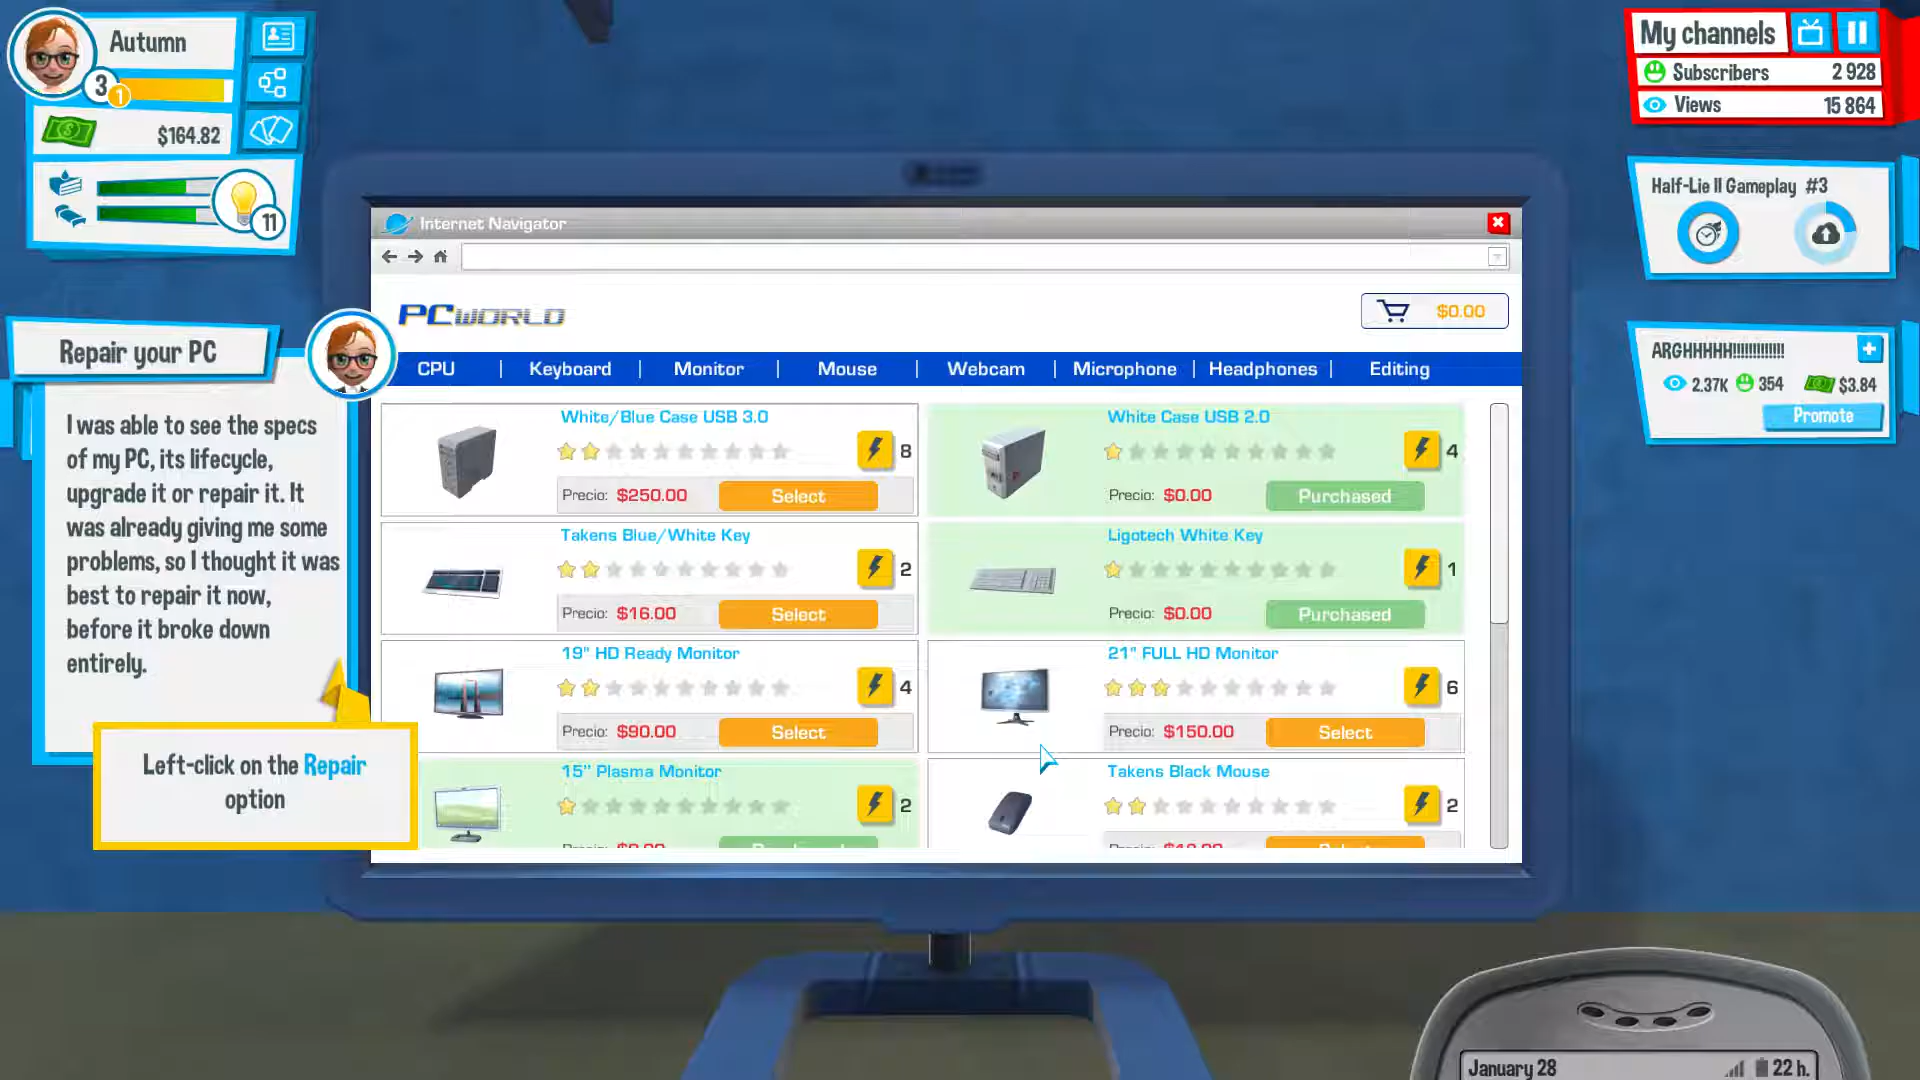 Autumn
3
1
$164.82
11
My channels
Subscribers 2 928
Views 15 864
Half-Lie II Gameplay #3
ARGHHHHH!!!!!!!!!!!!!
2.37K 354 $3.84
Promote
Repair your PC
I was able to see the specs
of my PC, its lifecycle,
upgrade it or repair it. It
was already giving me some
problems, so I thought it was
best to repair it now,
before it broke down
entirely.
Left-click on the Repair
option
Internet Navigator
PCWORLD
$0.00
CPU | Keyboard | Monitor | Mouse | Webcam | Microphone | Headphones | Editing
White/Blue Case USB 3.0
8
Precio: $250.00 Select
White Case USB 2.0
4
Precio: $0.00 Purchased
Takens Blue/White Key
2
Precio: $16.00 Select
Ligotech White Key
1
Precio: $0.00 Purchased
19" HD Ready Monitor
4
Precio: $90.00 Select
21" FULL HD Monitor
6
Precio: $150.00 Select
15" Plasma Monitor
2
Takens Black Mouse
2
January 28 22 h.